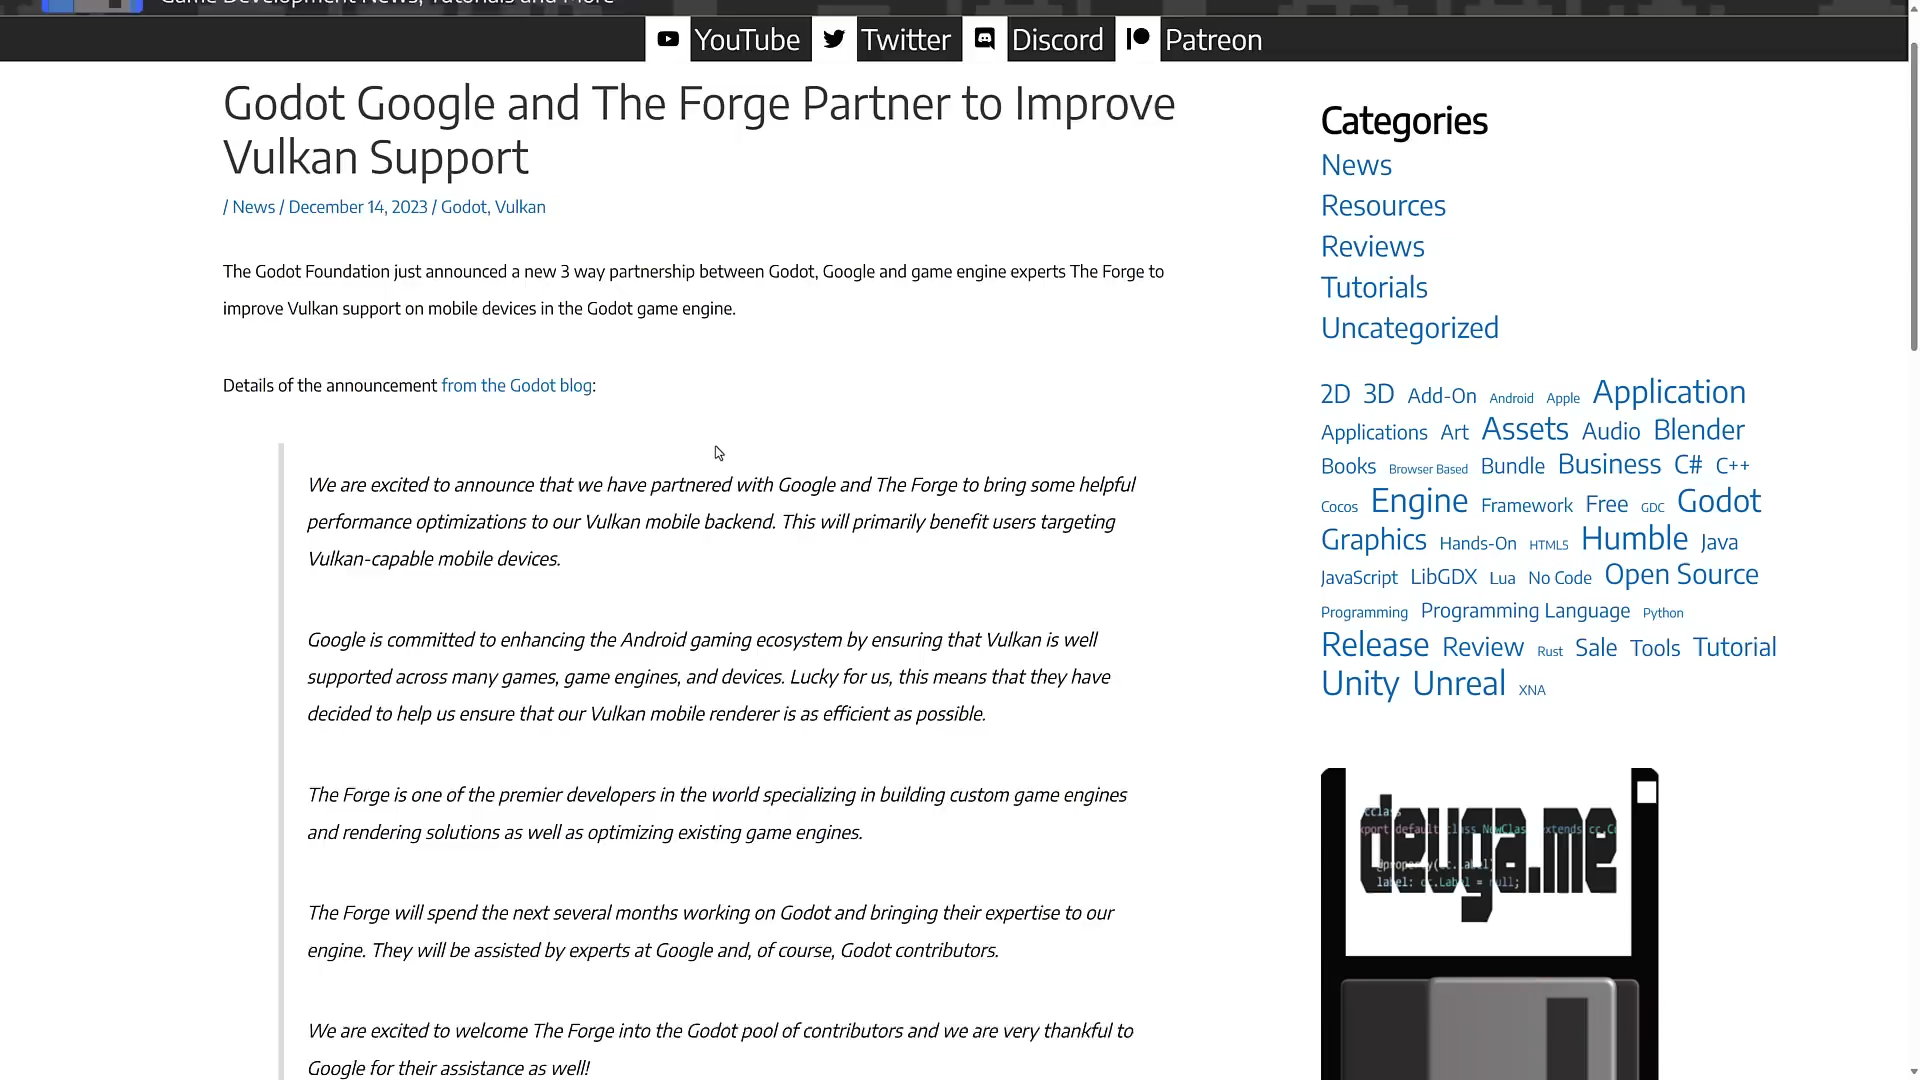 Game Development News, Tutorials and More
YouTube Twitter Discord Patreon
Godot Google and The Forge Partner to Improve
Vulkan Support
/ News / December 14, 2023 / Godot, Vulkan
The Godot Foundation just announced a new 3 way partnership between Godot, Google and game engine experts The Forge to
improve Vulkan support on mobile devices in the Godot game engine.
Details of the announcement from the Godot blog:
We are excited to announce that we have partnered with Google and The Forge to bring some helpful
performance optimizations to our Vulkan mobile backend. This will primarily benefit users targeting
Vulkan-capable mobile devices.
Google is committed to enhancing the Android gaming ecosystem by ensuring that Vulkan is well
supported across many games, game engines, and devices. Lucky for us, this means that they have
decided to help us ensure that our Vulkan mobile renderer is as efficient as possible.
The Forge is one of the premier developers in the world specializing in building custom game engines
and rendering solutions as well as optimizing existing game engines.
The Forge will spend the next several months working on Godot and bringing their expertise to our
engine. They will be assisted by experts at Google and, of course, Godot contributors.
We are excited to welcome The Forge into the Godot pool of contributors and we are very thankful to
Google for their assistance as well!
Categories
News
Resources
Reviews
Tutorials
Uncategorized
2D 3D Add-On Android Apple Application
Applications Art Assets Audio Blender
Books Browser Based Bundle Business C# C++
Cocos Engine Framework Free GDC Godot
Graphics Hands-On HTML5 Humble Java
JavaScript LibGDX Lua No Code Open Source
Programming Programming Language Python
Release Review Rust Sale Tools Tutorial
Unity Unreal XNA
devga.me
label: cc.Label = null;